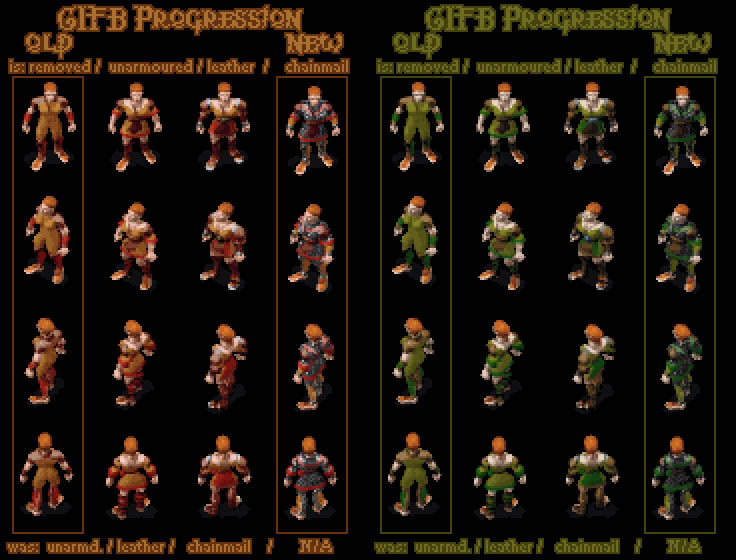 GIFB Progression GIFB Progression
OLD NEW OLD NEW
is: removed / unarmoured / leather / chainmail is: removed / unarmoured / leather / chainmail
was: unarmd. / leather / chainmail / N/A was: unarmd. / leather / chainmail / N/A